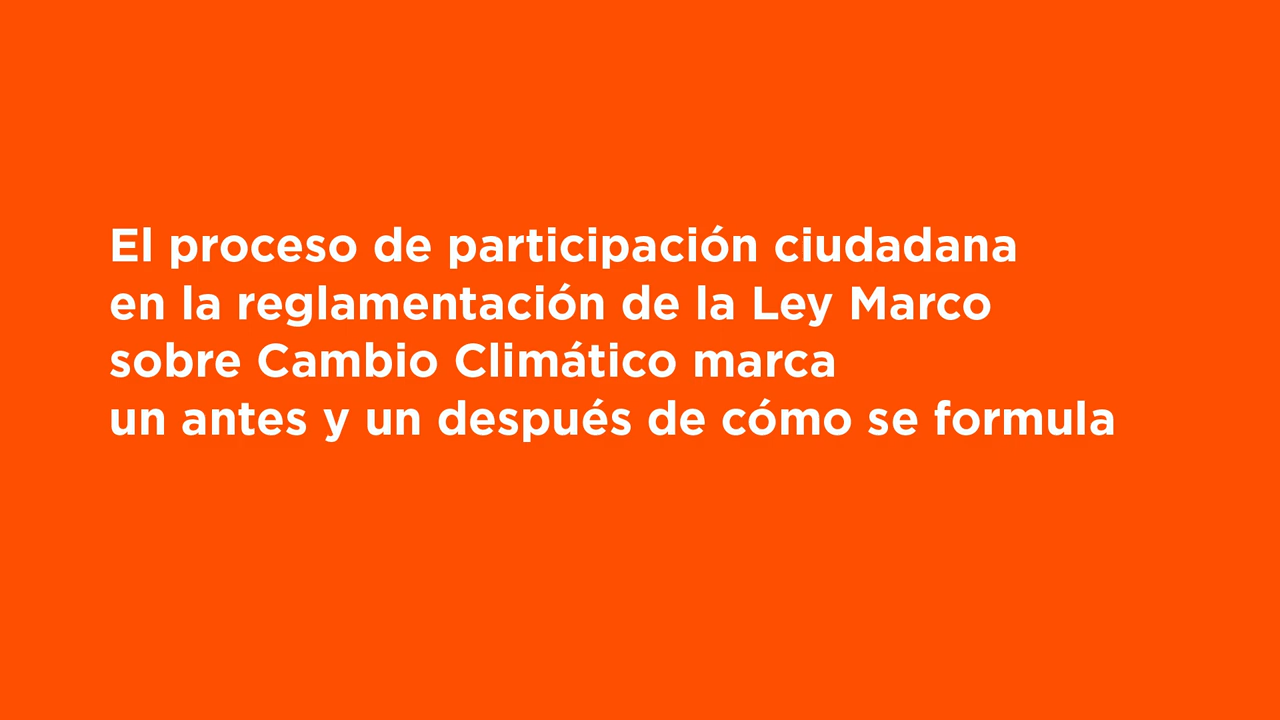 El proceso de participación ciudadana
en la reglamentación de la Ley Marco
sobre Cambio Climático marca
un antes y un después de cómo se formula